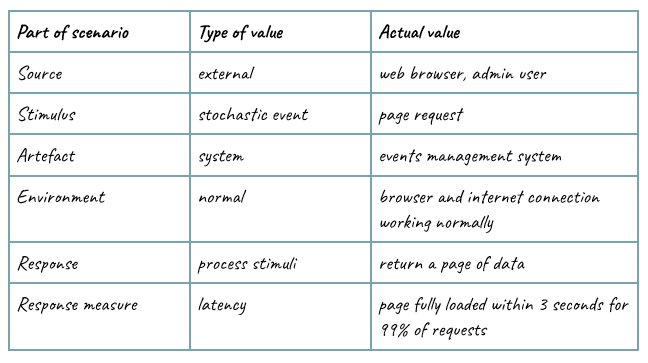 Part of scenario Type of value Actual value
Source external web browser, admin user
Stimulus stochastic event page request
Artefact system events management system
Environment normal browser and internet connection
working normally
Response process stimuli return a page of data
Response measure latency page fully loaded within 3 seconds for
99% of requests